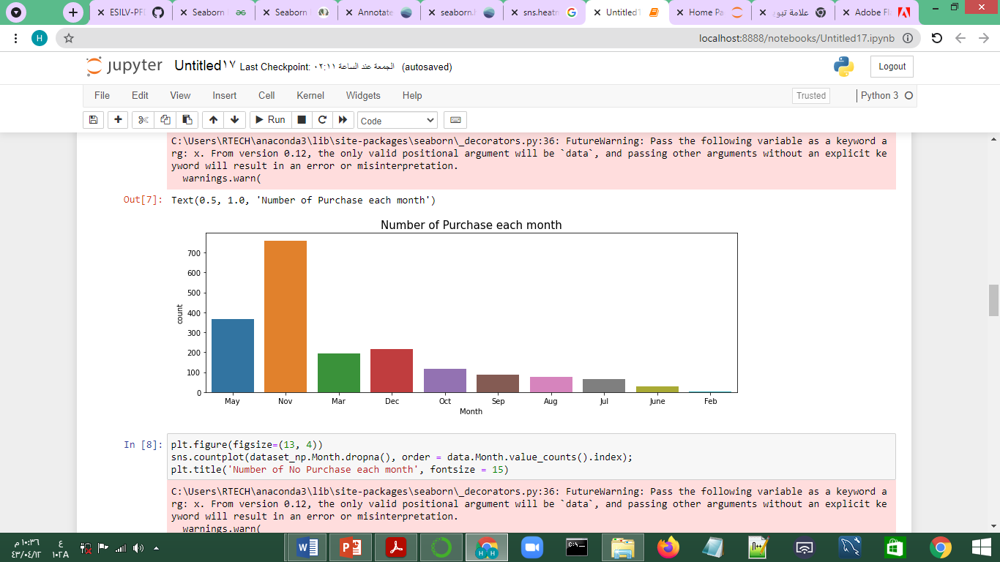 ESILV-PFE
Seaborn
Seaborn
Annotate
seaborn.h
sns.heatm
Untitled1
Home Pa
علامة تبوي
Adobe Fl
H
localhost:8888/notebooks/Untitled17.ipynb
jupyter
Untitled١٧ Last Checkpoint: الجمعة عند الساعة ٠٢:١١ (autosaved)
Logout
File Edit View Insert Cell Kernel Widgets Help
Trusted
Python 3
Run
Code
C:\Users\RTECH\anaconda3\lib\site-packages\seaborn\_decorators.py:36: FutureWarning: Pass the following variable as a keyword a
rg: x. From version 0.12, the only valid positional argument will be `data`, and passing other arguments without an explicit ke
yword will result in an error or misinterpretation.
warnings.warn(
Out[7]: Text(0.5, 1.0, 'Number of Purchase each month')
Number of Purchase each month
700
600
500
400
300
200
100
0
count
May Nov Mar Dec Oct Sep Aug Jul June Feb
Month
In [8]: plt.figure(figsize=(13, 4))
sns.countplot(dataset_np.Month.dropna(), order = data.Month.value_counts().index);
plt.title('Number of No Purchase each month', fontsize = 15)
C:\Users\RTECH\anaconda3\lib\site-packages\seaborn\_decorators.py:36: FutureWarning: Pass the following variable as a keyword a
rg: x. From version 0.12, the only valid positional argument will be `data`, and passing other arguments without an explicit ke
yword will result in an error or misinterpretation.
warnings.warn(
١٠:٣٦ م
٤٣/٠٤/١٢
ع
١٠٢٨